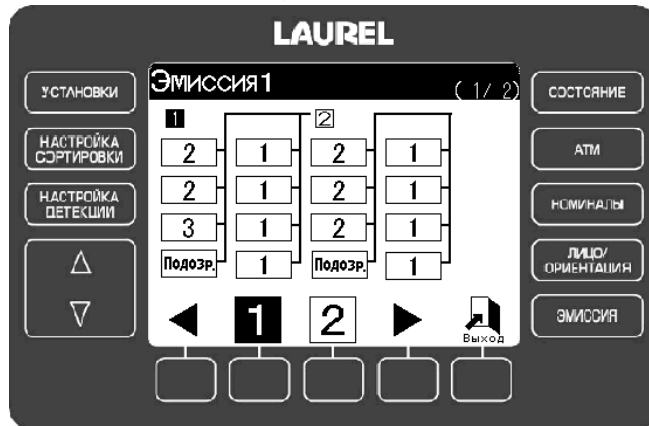 LAUREL
УСТАНОВКИ
НАСТРОЙКА
СОРТИРОВКИ
НАСТРОЙКА
ДЕТЕКЦИИ
Эмиссия1
( 1/ 2)
1 2
2 1 2 1
2 1 2 1
3 1 2 1
Подозр. 1 Подозр. 1
1 2
Выход
СОСТОЯНИЕ
АТМ
НОМИНАЛЫ
ЛИЦО/
ОРИЕНТАЦИЯ
ЭМИССИЯ